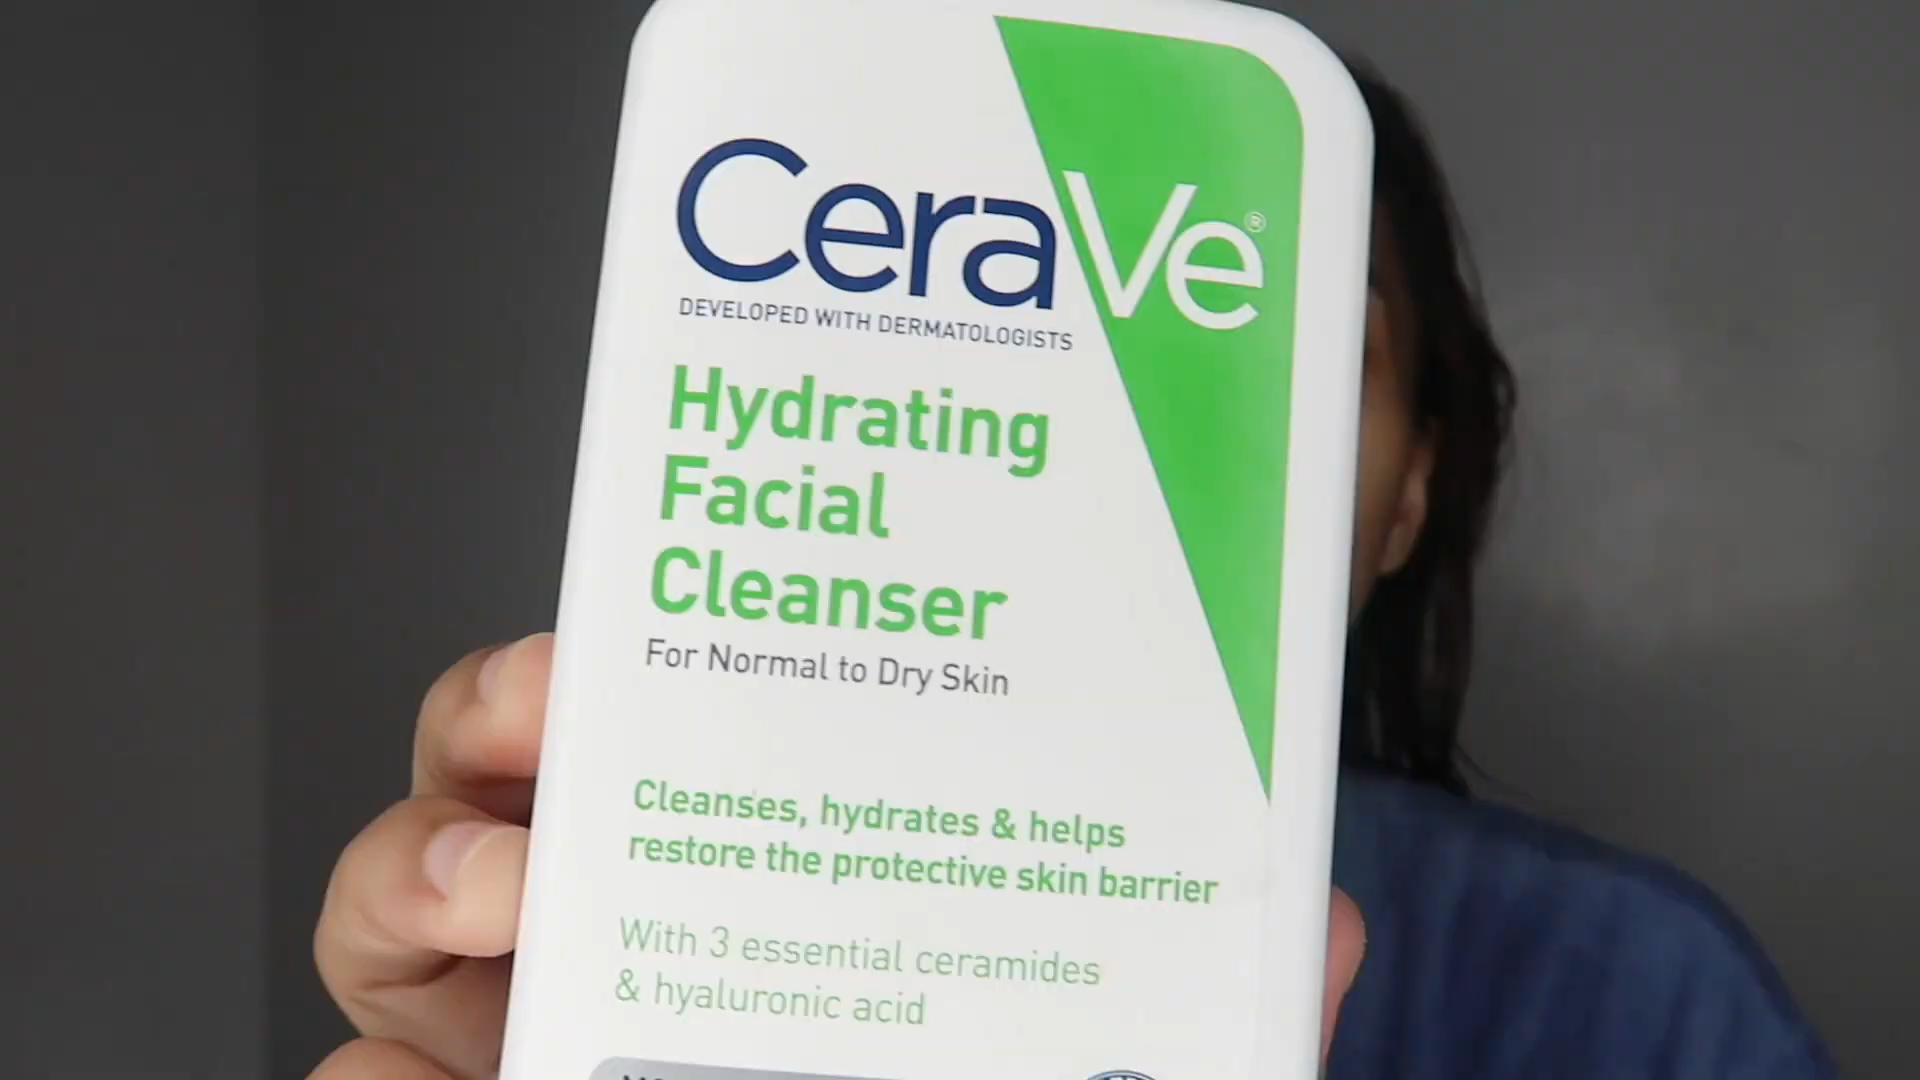 CeraVe®
DEVELOPED WITH DERMATOLOGISTS
Hydrating
Facial
Cleanser
For Normal to Dry Skin
Cleanses, hydrates & helps
restore the protective skin barrier
With 3 essential ceramides
& hyaluronic acid